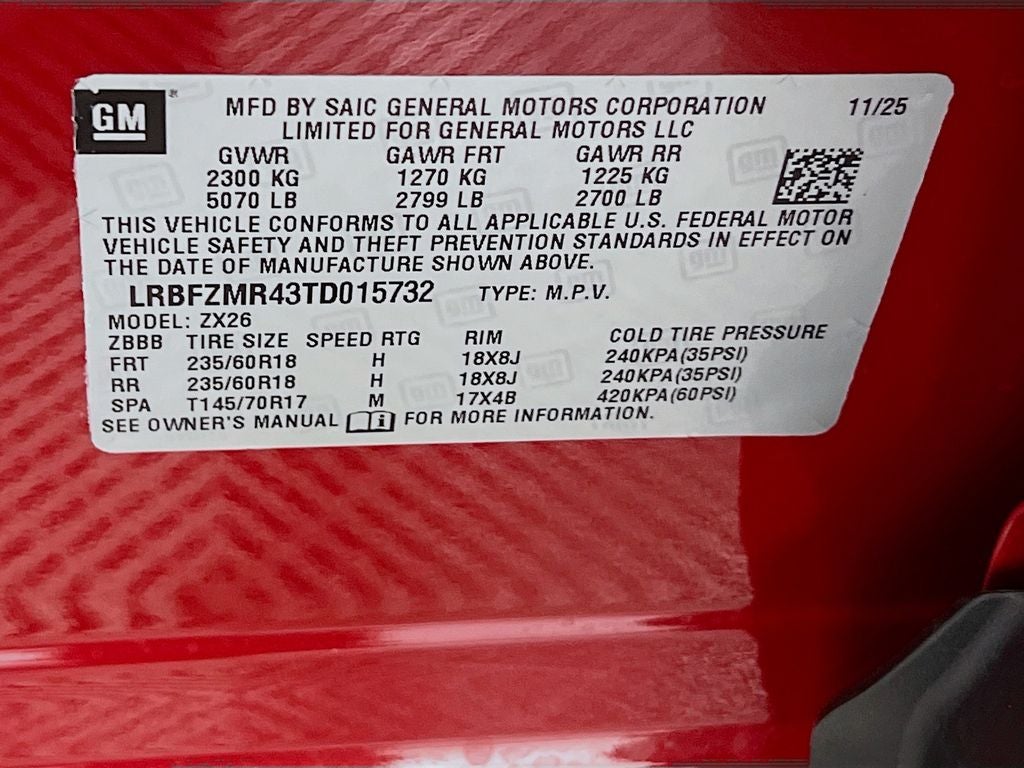 GM ®
MFD BY SAIC GENERAL MOTORS CORPORATION 11/25
LIMITED FOR GENERAL MOTORS LLC
GVWR GAWR FRT GAWR RR
2300 KG 1270 KG 1225 KG
5070 LB 2799 LB 2700 LB
THIS VEHICLE CONFORMS TO ALL APPLICABLE U.S. FEDERAL MOTOR
VEHICLE SAFETY AND THEFT PREVENTION STANDARDS IN EFFECT ON
THE DATE OF MANUFACTURE SHOWN ABOVE.
LRBFZMR43TD015732 TYPE: M.P.V.
MODEL: ZX26
ZBBB TIRE SIZE SPEED RTG RIM COLD TIRE PRESSURE
FRT 235/60R18 H 18X8J 240KPA(35PSI)
RR 235/60R18 H 18X8J 240KPA(35PSI)
SPA T145/70R17 M 17X4B 420KPA(60PSI)
SEE OWNER'S MANUAL i FOR MORE INFORMATION.